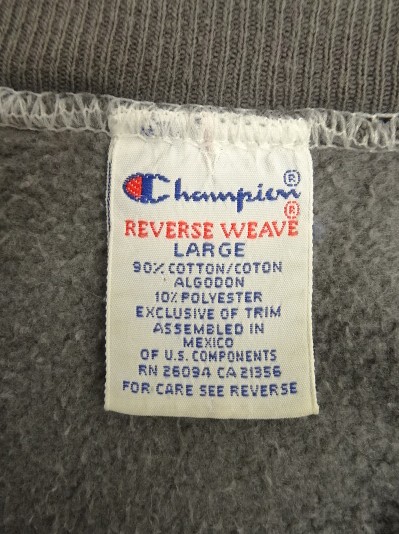 Champion®
REVERSE WEAVE®
LARGE
90% COTTON/COTON
ALGODON
10% POLYESTER
EXCLUSIVE OF TRIM
ASSEMBLED IN
MEXICO
OF U.S. COMPONENTS
RN 26094 CA 21356
FOR CARE SEE REVERSE